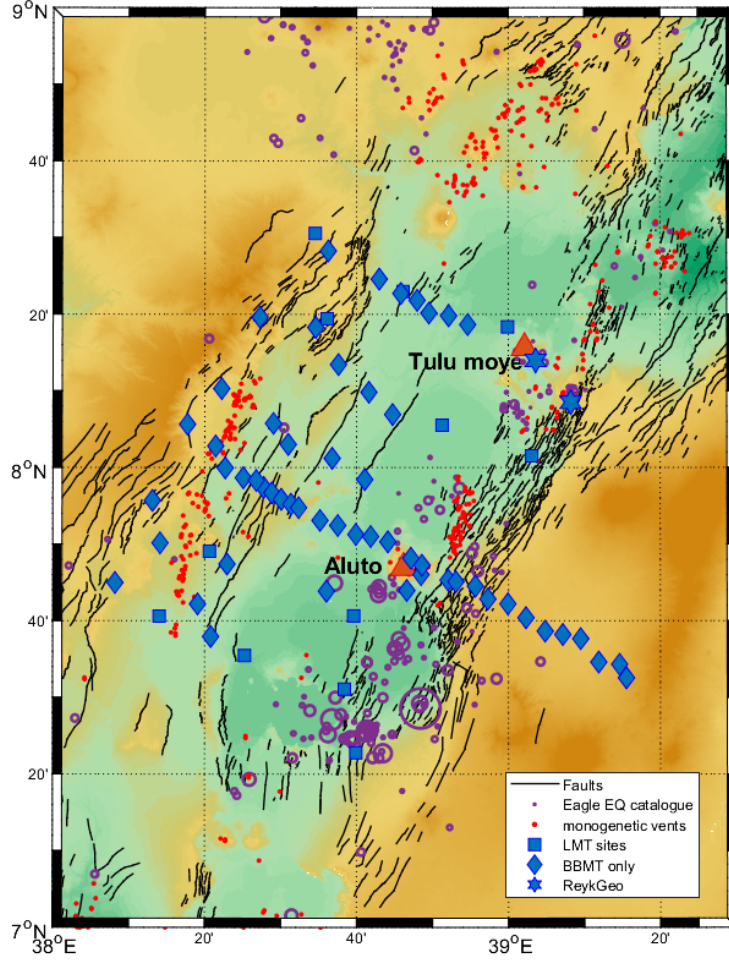 9°N
40'
20'
Tulu moye
8°N
Aluto
40'
20'
Faults
Eagle EQ catalogue
monogenetic vents
LMT sites
BBMT only
ReykGeo
7°N
38°E
20'
40'
39°E
20'